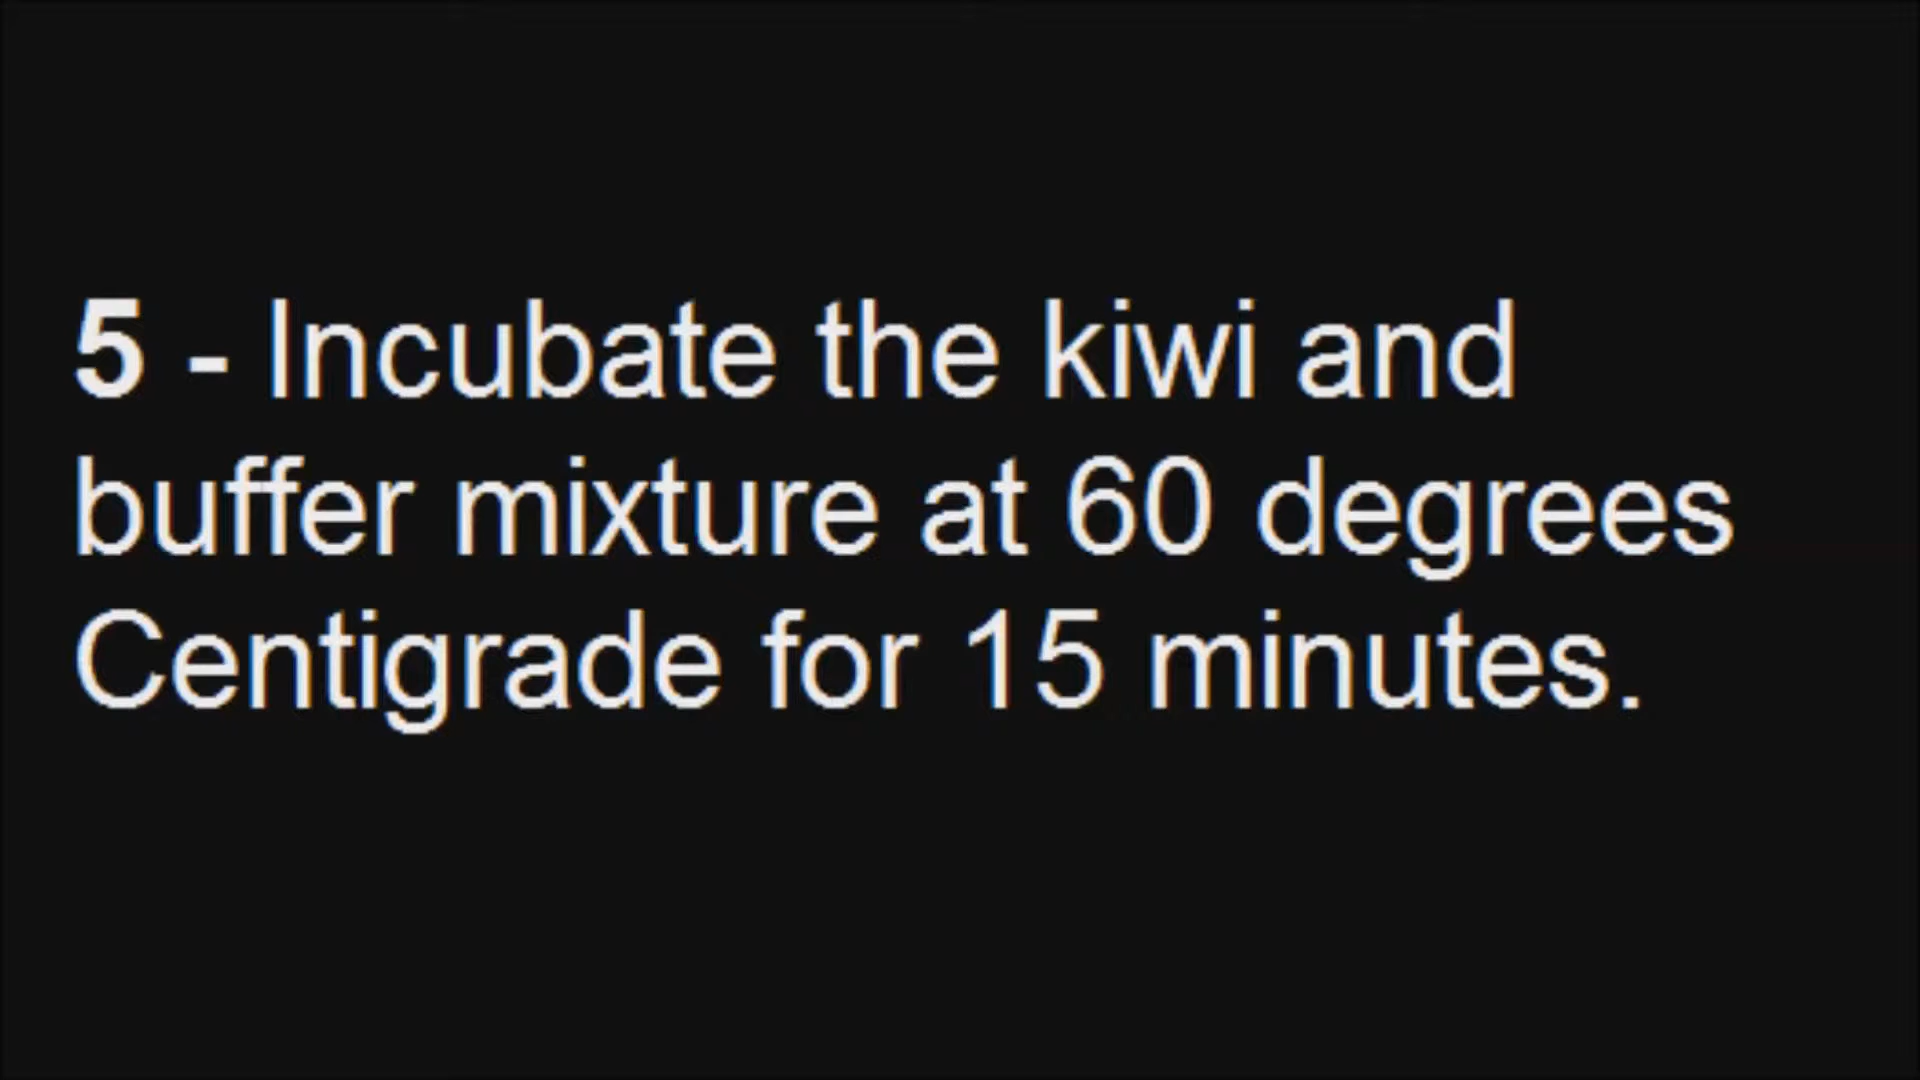 5 - Incubate the kiwi and
buffer mixture at 60 degrees
Centigrade for 15 minutes.